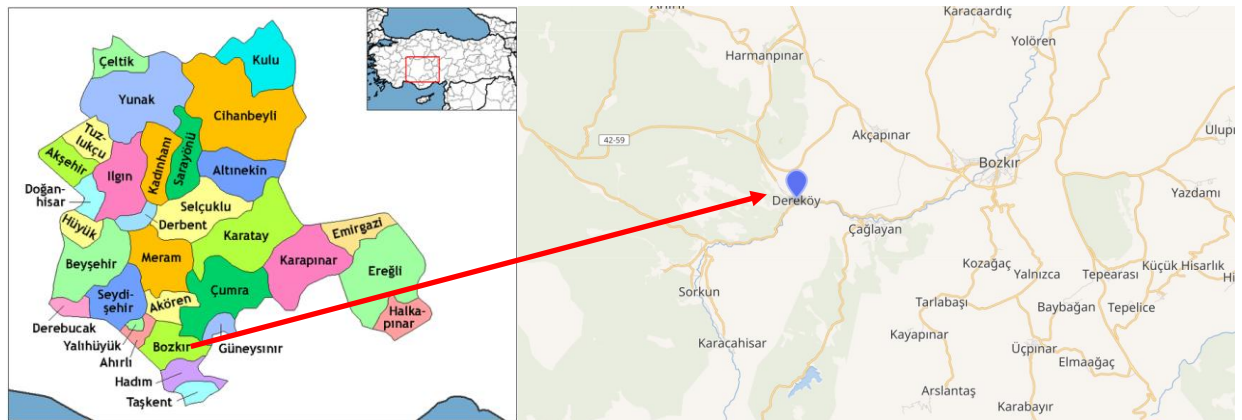 Çeltik
Kulu
Yunak
Cihanbeyli
Tuz-
lukçu
Akşehir
Ilgın
Kadınhanı
Sarayönü
Altınekin
Doğan-
hisar
Selçuklu
Derbent
Hüyük
Karatay
Emirgazi
Beyşehir
Meram
Karapınar
Ereğli
Seydi-
şehir
Akören
Çumra
Halka-
pınar
Derebucak
Yalıhüyük
Ahırlı
Bozkır
Güneysınır
Hadım
Taşkent
Karacaardıç
Yolören
Harmanpınar
42-59
Akçapınar
Ulupı
Bozkır
Dereköy
Yazdamı
Çağlayan
Kozağaç
Yalnızca
Tepearası
Küçük Hisarlık
Hi
Sorkun
Tarlabaşı
Baybağan
Tepelice
Karacahisar
Kayapınar
Üçpınar
Elmaağaç
Arslantaş
Karabayır